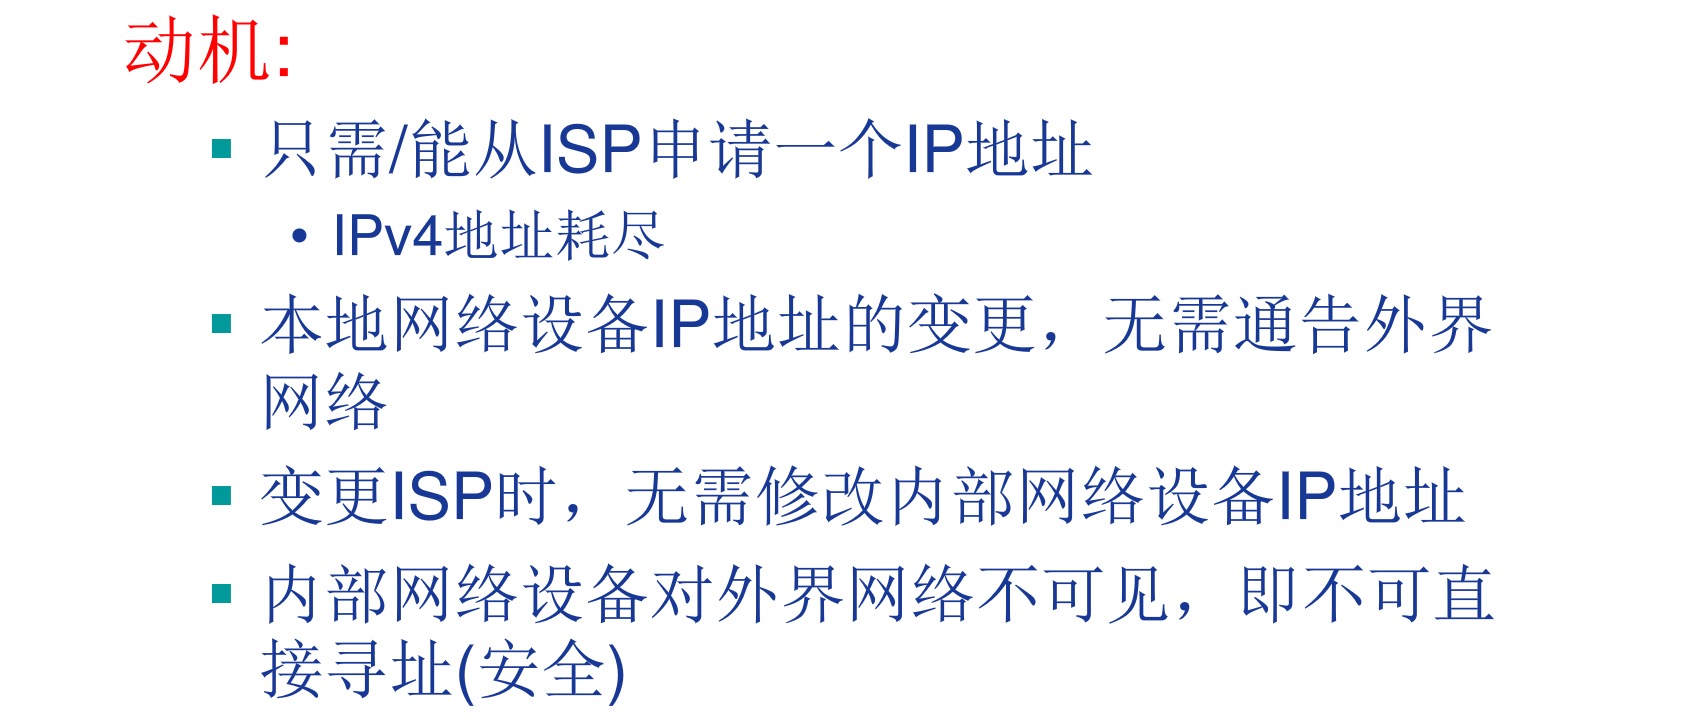 动机:
只需/能从ISP申请一个IP地址
• IPv4地址耗尽
本地网络设备IP地址的变更，无需通告外界
网络
变更ISP时，无需修改内部网络设备IP地址
内部网络设备对外界网络不可见，即不可直
接寻址(安全)